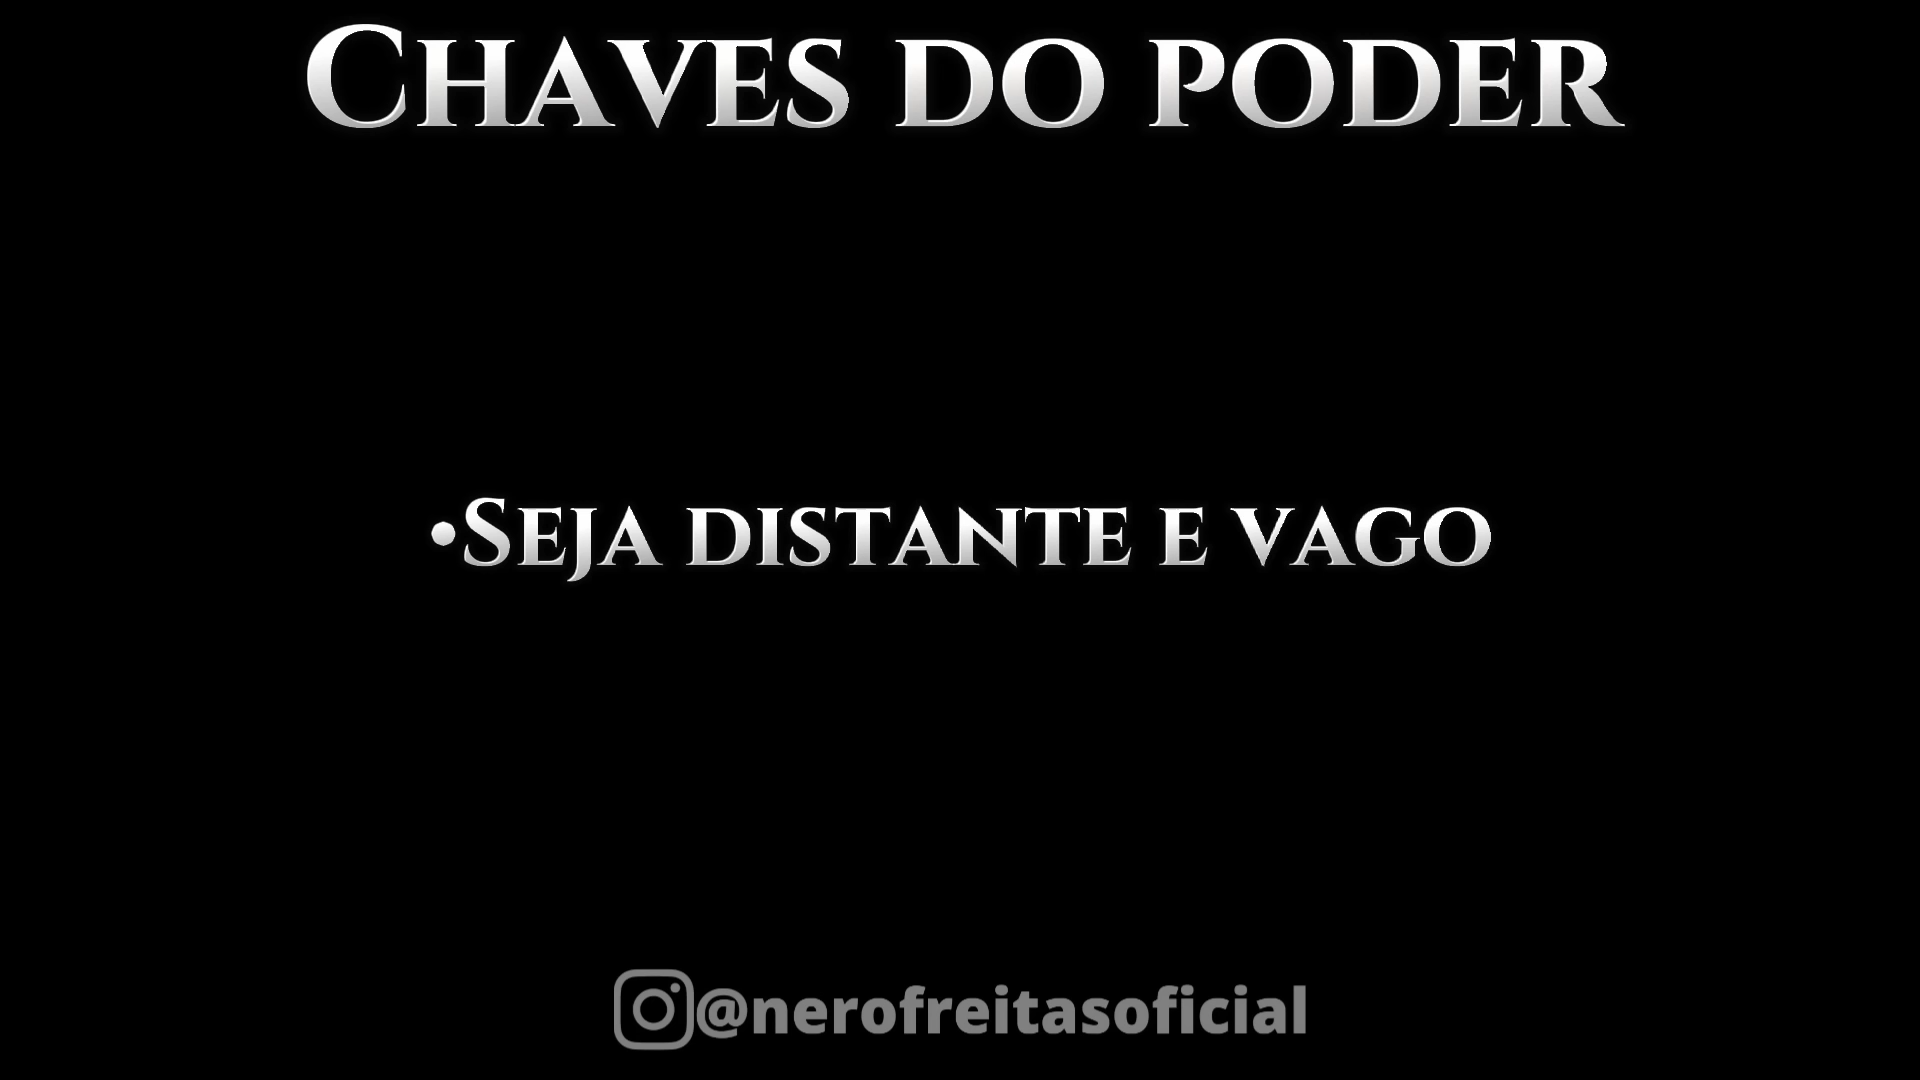 Chaves do poder
•Seja distante e vago
@nerofreitasoficial